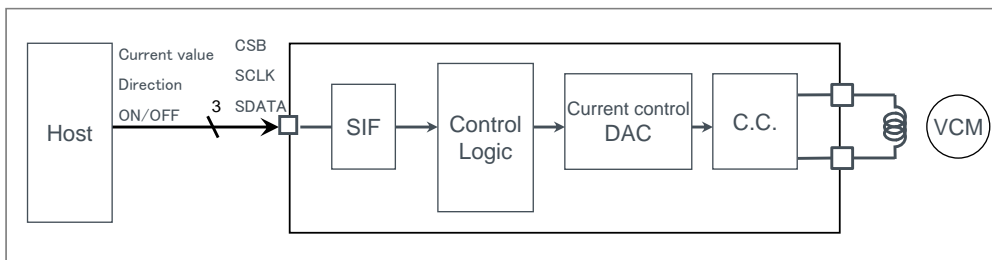 Host
Current value
Direction
ON/OFF
3
CSB
SCLK
SDATA
SIF
Control
Logic
Current control
DAC
C.C.
VCM